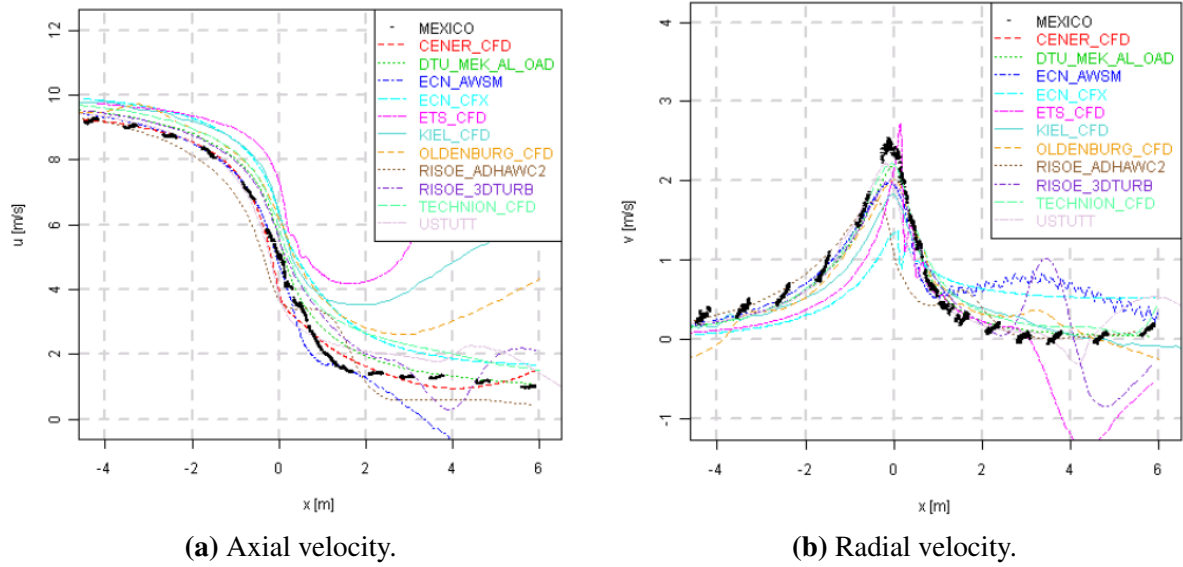 12
10
8
6
4
2
0
u [m/s]
-4
-2
0
2
4
6
x [m]
MEXICO
CENER_CFD
DTU_MEK_AL_OAD
ECN_AWSM
ECN_CFX
ETS_CFD
KIEL_CFD
OLDENBURG_CFD
RISOE_ADHAWC2
RISOE_3DTURB
TECHNION_CFD
USTUTT
(a) Axial velocity.
4
3
2
1
0
-1
v [m/s]
-4
-2
0
2
4
6
x [m]
MEXICO
CENER_CFD
DTU_MEK_AL_OAD
ECN_AWSM
ECN_CFX
ETS_CFD
KIEL_CFD
OLDENBURG_CFD
RISOE_ADHAWC2
RISOE_3DTURB
TECHNION_CFD
USTUTT
(b) Radial velocity.